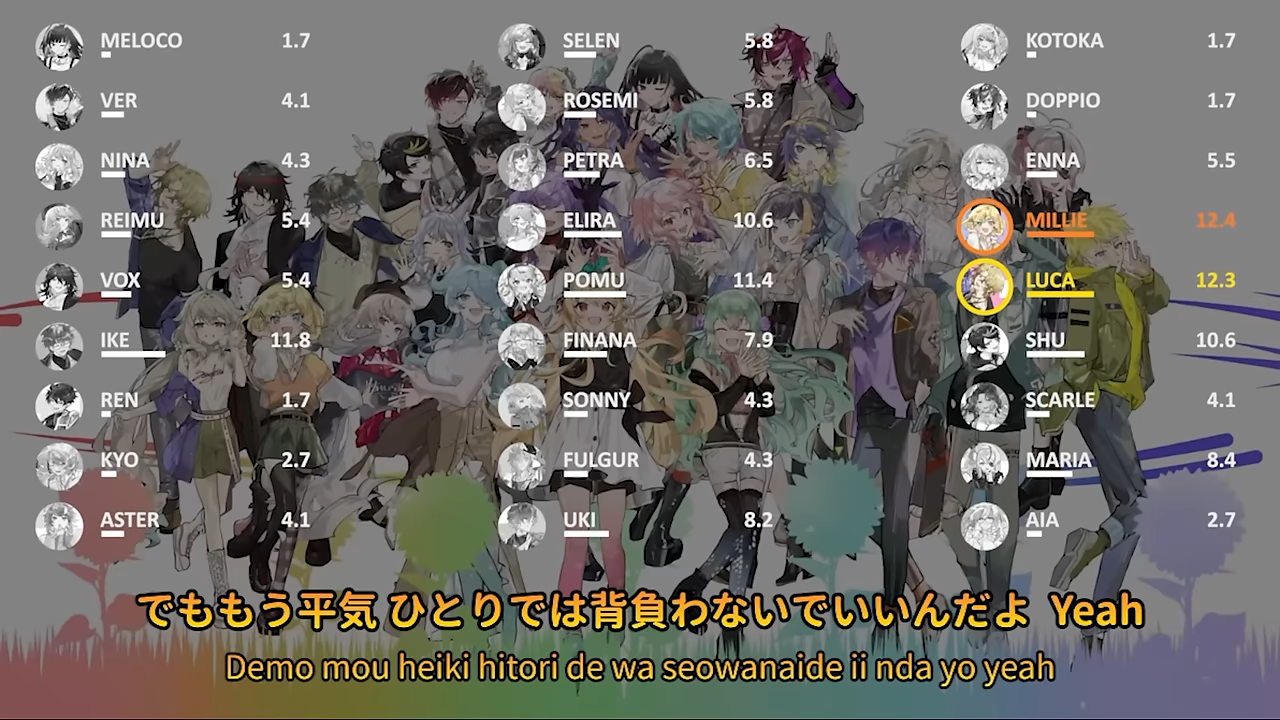 MELOCO 1.7
VER 4.1
NINA 4.3
REIMU 5.4
VOX 5.4
IKE 11.8
REN 1.7
KYO 2.7
ASTER 4.1
SELEN 5.8
ROSEMI 5.8
PETRA 6.5
ELIRA 10.6
POMU 11.4
FINANA 7.9
SONNY 4.3
FULGUR 4.3
UKI 8.2
KOTOKA 1.7
DOPPIO 1.7
ENNA 5.5
MILLIE 12.4
LUCA 12.3
SHU 10.6
SCARLE 4.1
MARIA 8.4
AIA 2.7
でももう平気 ひとりでは背負わないでいいんだよ Yeah
Demo mou heiki hitori de wa seowanaide ii nda yo yeah